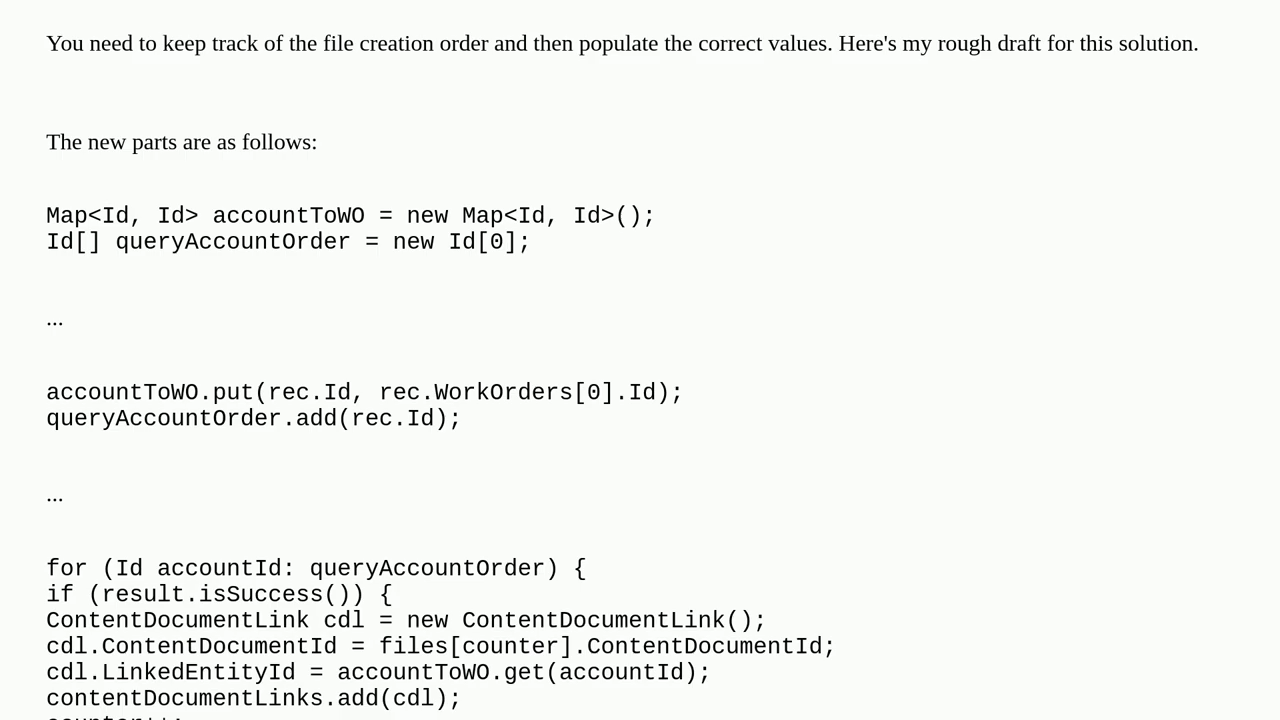 You need to keep track of the file creation order and then populate the correct values. Here's my rough draft for this solution.
The new parts are as follows:
Map<Id, Id> accountToWO = new Map<Id, Id>();
Id[] queryAccountOrder = new Id[0];
...
accountToWO.put(rec.Id, rec.WorkOrders[0].Id);
queryAccountOrder.add(rec.Id);
...
for (Id accountId: queryAccountOrder) {
if (result.isSuccess()) {
ContentDocumentLink cdl = new ContentDocumentLink();
cdl.ContentDocumentId = files[counter].ContentDocumentId;
cdl.LinkedEntityId = accountToWO.get(accountId);
contentDocumentLinks.add(cdl);